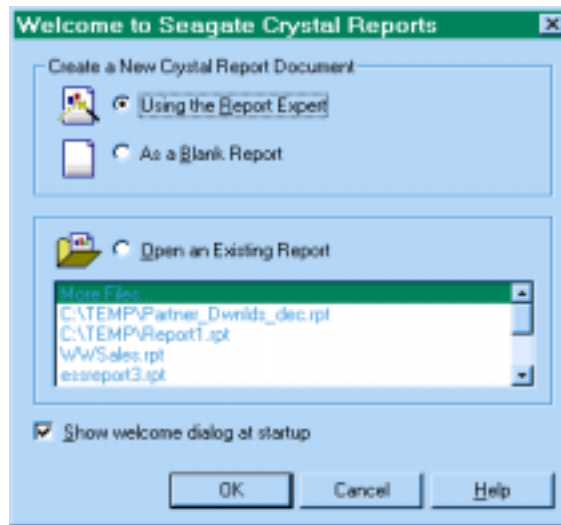 Welcome to Seagate Crystal Reports
Create a New Crystal Report Document
Using the Report Expert
As a Blank Report
Open an Existing Report
More Files...
C:\TEMP\Partner_Dwnlds_dec.rpt
C:\TEMP\Report1.rpt
WWSales.rpt
essreport3.rpt
Show welcome dialog at startup
OK Cancel Help